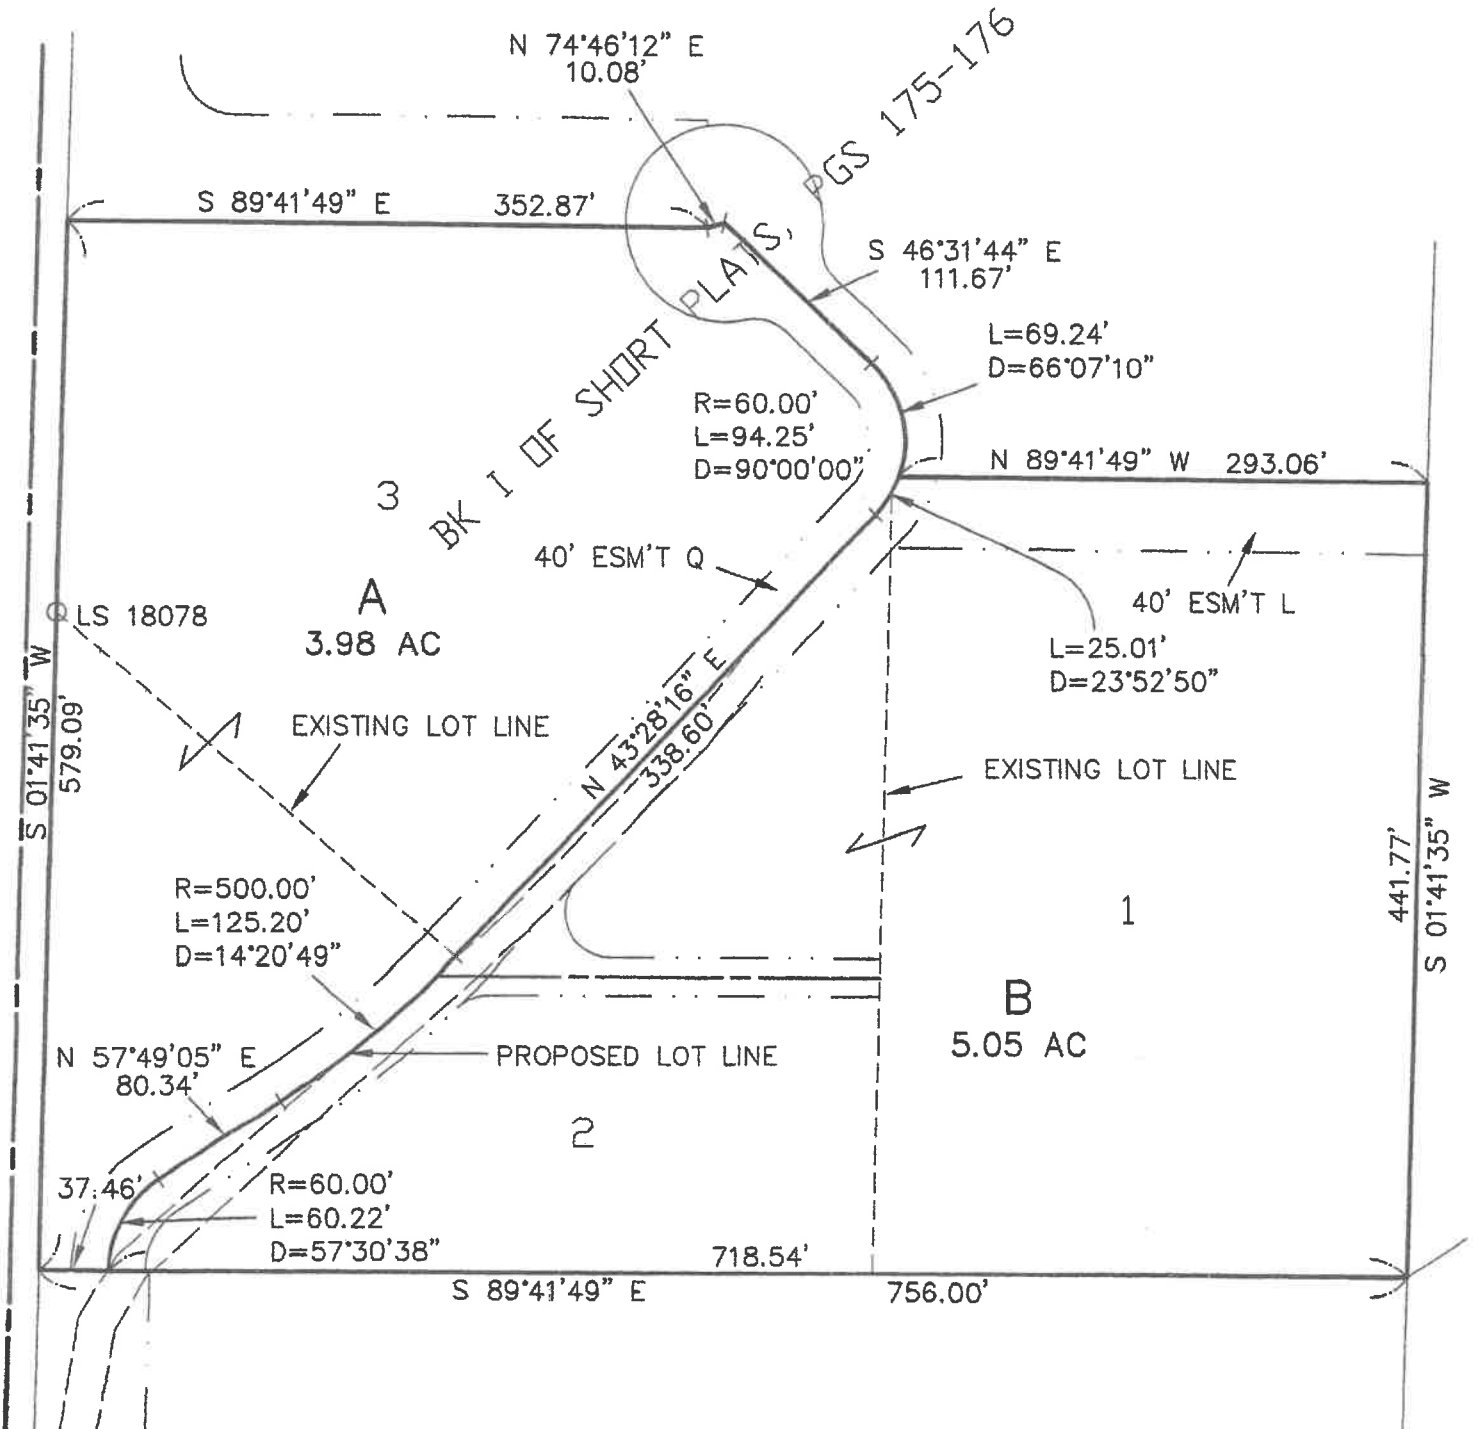 N 74°46'12" E
10.08'
BK I OF SHORT PLATS, PGS 175-176
S 89°41'49" E 352.87'
S 46°31'44" E
111.67'
L=69.24'
D=66°07'10"
R=60.00'
L=94.25'
D=90°00'00"
N 89°41'49" W 293.06'
3
40' ESM'T Q
40' ESM'T L
A
3.98 AC
LS 18078
L=25.01'
D=23°52'50"
S 01°41'35" W
579.09'
EXISTING LOT LINE
N 43°28'16" E
338.60'
EXISTING LOT LINE
441.77'
S 01°41'35" W
R=500.00'
L=125.20'
D=14°20'49"
1
B
5.05 AC
N 57°49'05" E
80.34'
PROPOSED LOT LINE
2
37.46'
R=60.00'
L=60.22'
D=57°30'38"
718.54'
S 89°41'49" E
756.00'